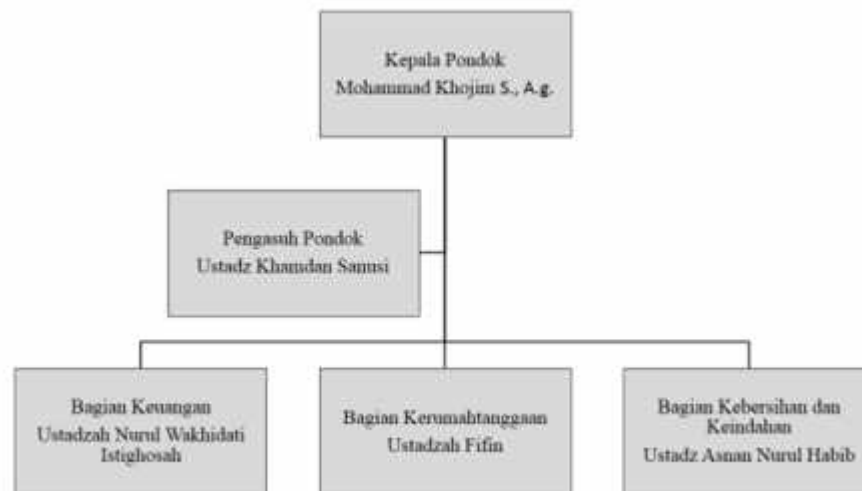 Kepala Pondok
Mohammad Khojim S., A.g.
Pengasuh Pondok
Ustadz Khamdan Sanusi
Bagian Keuangan
Ustadzah Nurul Wakhidati
Istighosah
Bagian Kerumahtanggaan
Ustadzah Fifin
Bagian Kebersihan dan
Keindahan
Ustadz Asnan Nurul Habib